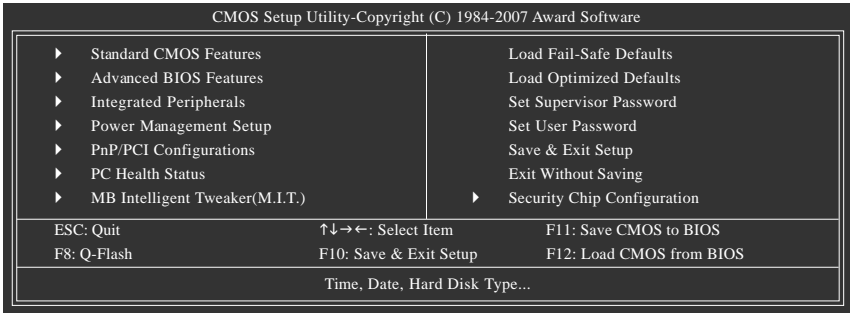 CMOS Setup Utility-Copyright (C) 1984-2007 Award Software
Standard CMOS Features
Advanced BIOS Features
Integrated Peripherals
Power Management Setup
PnP/PCI Configurations
PC Health Status
MB Intelligent Tweaker(M.I.T.)
Load Fail-Safe Defaults
Load Optimized Defaults
Set Supervisor Password
Set User Password
Save & Exit Setup
Exit Without Saving
Security Chip Configuration
ESC: Quit ↑↓→←: Select Item F11: Save CMOS to BIOS
F8: Q-Flash F10: Save & Exit Setup F12: Load CMOS from BIOS
Time, Date, Hard Disk Type...